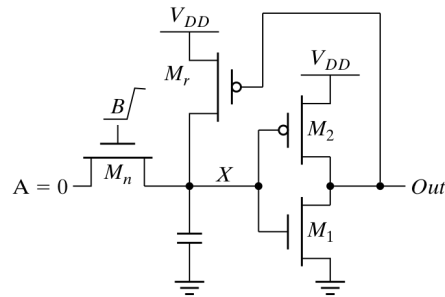 V_DD
M_r
V_DD
B
M_2
A = 0
M_n
X
Out
M_1